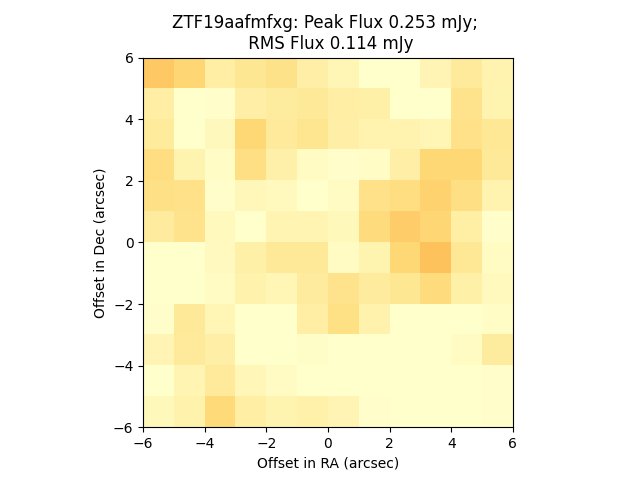 ZTF19aafmfxg: Peak Flux 0.253 mJy;
RMS Flux 0.114 mJy
6
4
2
0
−2
−4
−6
Offset in Dec (arcsec)
−6 −4 −2 0 2 4 6
Offset in RA (arcsec)